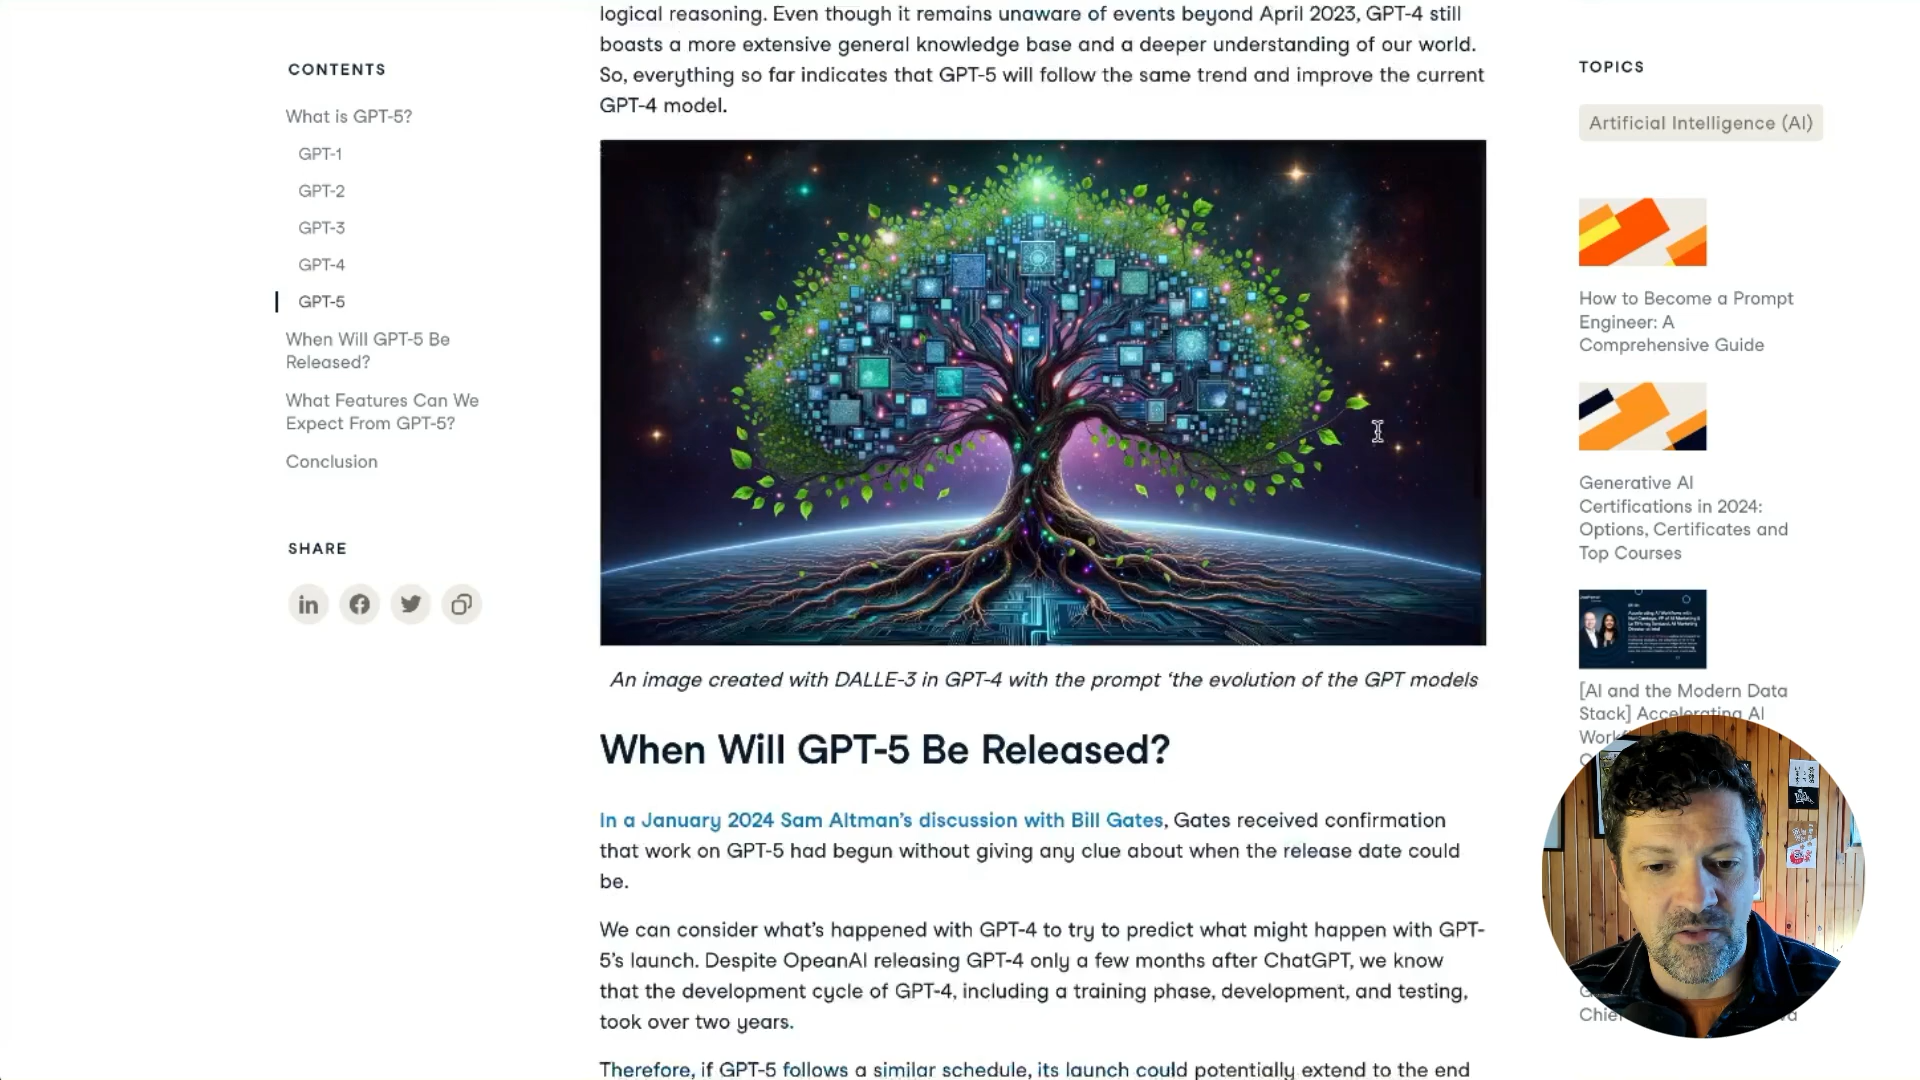 logical reasoning. Even though it remains unaware of events beyond April 2023, GPT-4 still
boasts a more extensive general knowledge base and a deeper understanding of our world.
So, everything so far indicates that GPT-5 will follow the same trend and improve the current
GPT-4 model.
CONTENTS
What is GPT-5?
GPT-1
GPT-2
GPT-3
GPT-4
GPT-5
When Will GPT-5 Be
Released?
What Features Can We
Expect From GPT-5?
Conclusion
SHARE
An image created with DALLE-3 in GPT-4 with the prompt ‘the evolution of the GPT models
When Will GPT-5 Be Released?
In a January 2024 Sam Altman’s discussion with Bill Gates, Gates received confirmation
that work on GPT-5 had begun without giving any clue about when the release date could
be.
We can consider what’s happened with GPT-4 to try to predict what might happen with GPT-
5’s launch. Despite OpeanAI releasing GPT-4 only a few months after ChatGPT, we know
that the development cycle of GPT-4, including a training phase, development, and testing,
took over two years.
Therefore, if GPT-5 follows a similar schedule, its launch could potentially extend to the end
TOPICS
Artificial Intelligence (AI)
How to Become a Prompt
Engineer: A
Comprehensive Guide
Generative AI
Certifications in 2024:
Options, Certificates and
Top Courses
[AI and the Modern Data
Stack] Accelerating AI